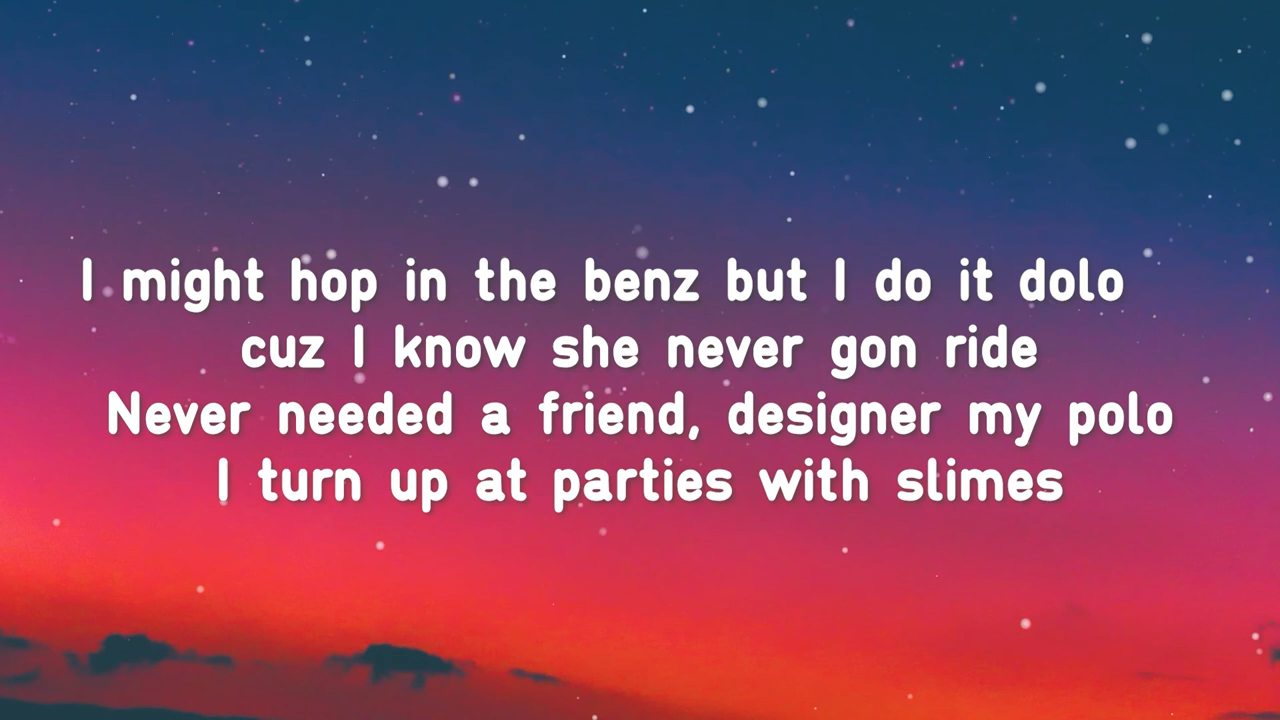 I might hop in the benz but I do it dolo
cuz I know she never gon ride
Never needed a friend, designer my polo
I turn up at parties with slimes